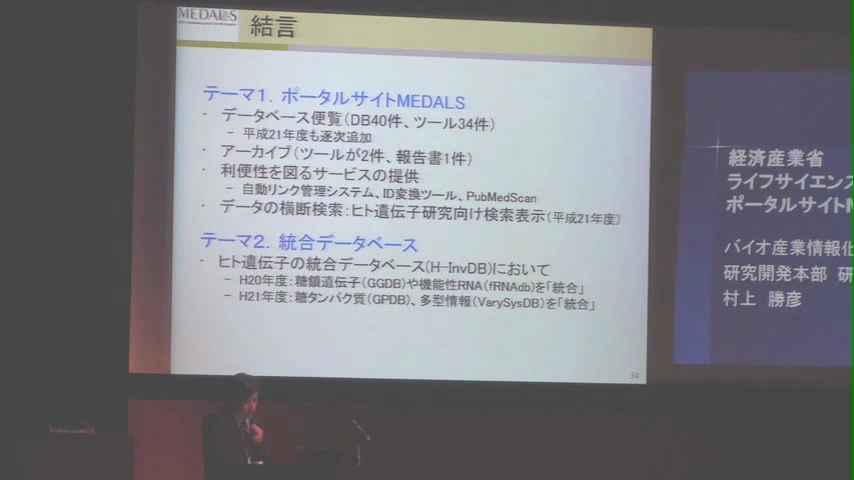 MEDALS
結言
テーマ1. ポータルサイトMEDALS
・ データベース便覧(DB40件、ツール34件)
－ 平成21年度も逐次追加
・ アーカイブ(ツールが2件、報告書1件)
・ 利便性を図るサービスの提供
－ 自動リンク管理システム、ID変換ツール、PubMedScan
・ データの横断検索：ヒト遺伝子研究向け検索表示(平成21年度)
テーマ2. 統合データベース
・ ヒト遺伝子の統合データベース(H-InvDB)において
－ H20年度：糖鎖遺伝子(GGDB)や機能性RNA(fRNAdb)を「統合」
－ H21年度：糖タンパク質(GPDB)、多型情報(VarySysDB)を「統合」
34
経済産業省
ライフサイエンス
ポータルサイトM
バイオ産業情報化
研究開発本部 研
村上 勝彦